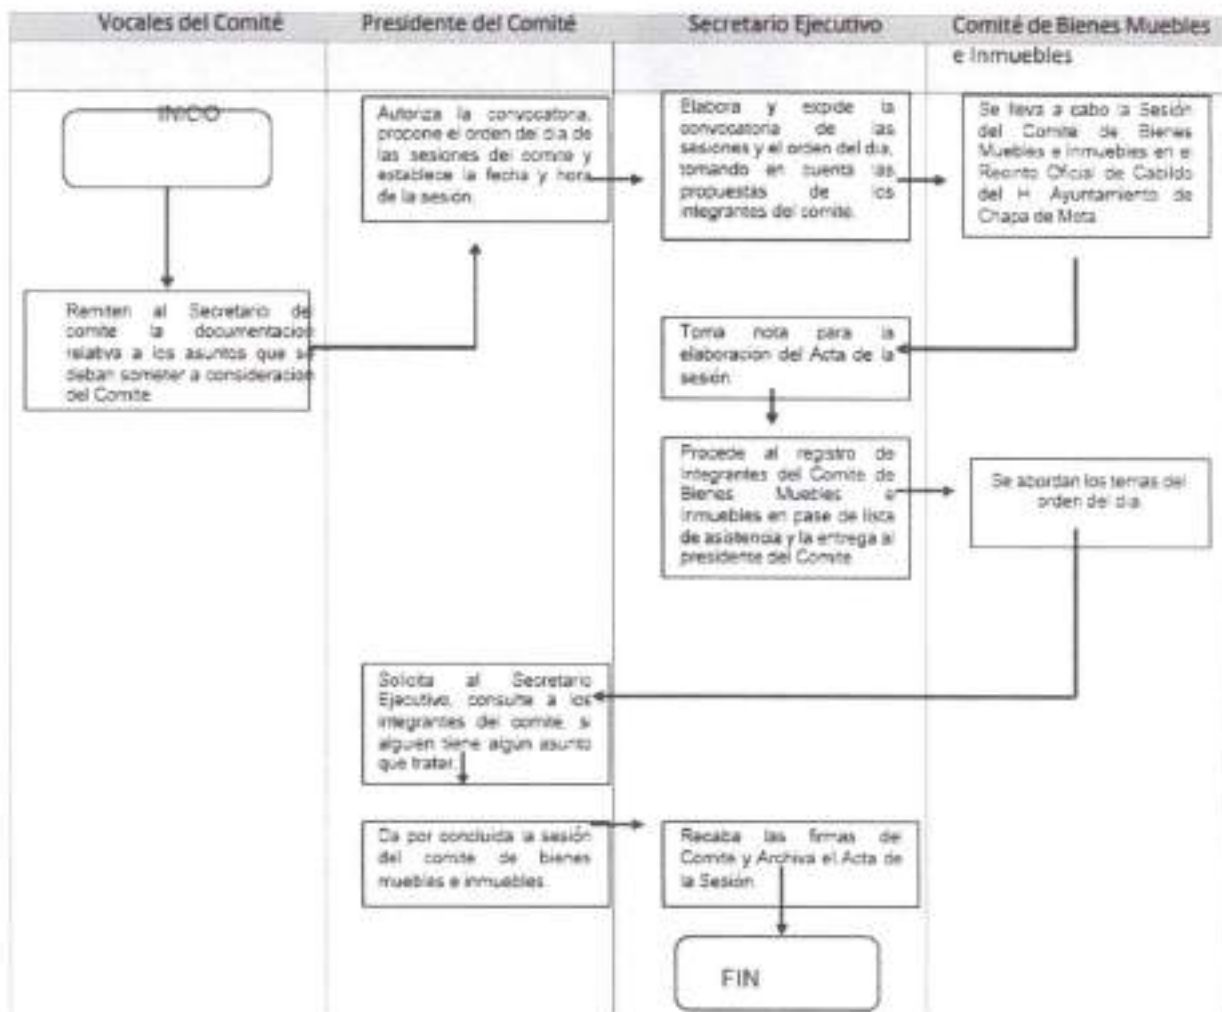 Vocales del Comité
Presidente del Comité
Secretario Ejecutivo
Comité de Bienes Muebles
e Inmuebles
INICIO
Autoriza la convocatoria,
propone el orden del dia de
las sesiones del comite y
establece la fecha y hora
de la sesión.
Elabora y expide la
convocatoria de las
sesiones y el orden del dia,
tomando en cuenta las
propuestas de los
integrantes del comite.
Se lleva a cabo la Sesión
del Comite de Bienes
Muebles e Inmuebles en el
Recinto Oficial de Cabildo
del H Ayuntamiento de
Chapa de Mota
Remiten al Secretario del
comite la documentacion
relativa a los asuntos que se
deban someter a consideracion
del Comite
Toma nota para la
elaboracion del Acta de la
sesión
Procede al registro de
Integrantes del Comite de
Bienes Muebles e
Inmuebles en pase de lista
de asistencia y la entrega al
presidente del Comite
Se abordan los temas del
orden del dia
Solicita al Secretario
Ejecutivo, consulte a los
integrantes del comite, si
alguien tiene algún asunto
que tratar.
Da por concluida la sesión
del comite de bienes
muebles e inmuebles.
Recaba las firmas del
Comite y Archiva el Acta de
la Sesión
FIN